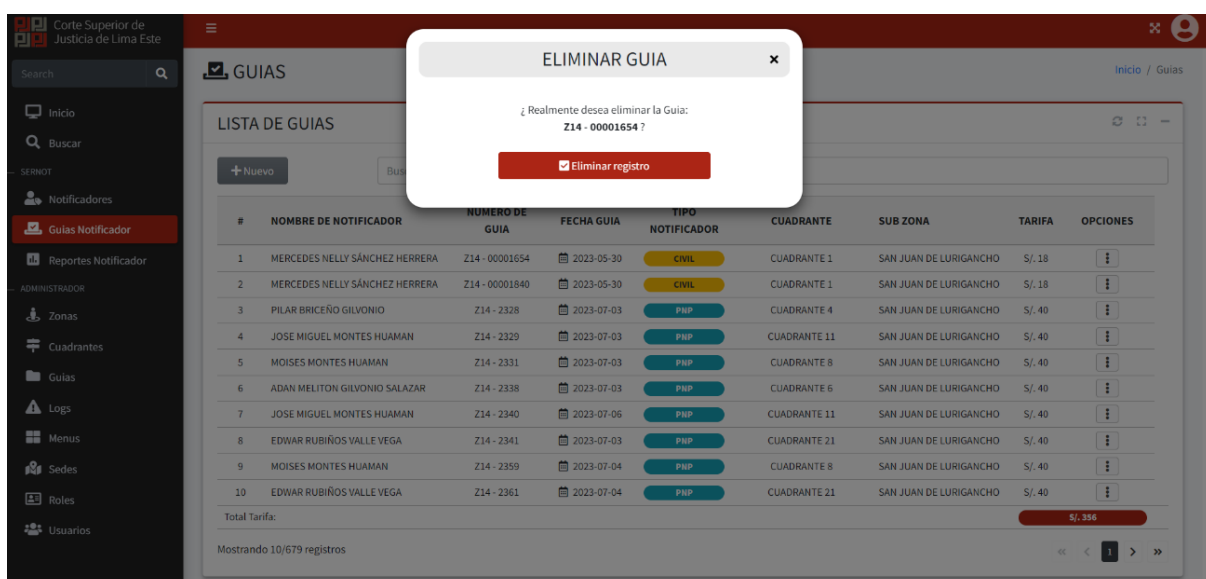 Corte Superior de
Justicia de Lima Este
Search
GUIAS
Inicio / Guias
ELIMINAR GUIA
¿ Realmente desea eliminar la Guia:
Z14 - 00001654 ?
Eliminar registro
Inicio
Buscar
SERNOT
Notificadores
Guias Notificador
Reportes Notificador
ADMINISTRADOR
Zonas
Cuadrantes
Guias
Logs
Menus
Sedes
Roles
Usuarios
LISTA DE GUIAS
+ Nuevo
# NOMBRE DE NOTIFICADOR NUMERO DE GUIA FECHA GUIA TIPO NOTIFICADOR CUADRANTE SUB ZONA TARIFA OPCIONES
1 MERCEDES NELLY SÁNCHEZ HERRERA Z14 - 00001654 2023-05-30 CIVIL CUADRANTE 1 SAN JUAN DE LURIGANCHO S/. 18
2 MERCEDES NELLY SÁNCHEZ HERRERA Z14 - 00001840 2023-05-30 CIVIL CUADRANTE 1 SAN JUAN DE LURIGANCHO S/. 18
3 PILAR BRICEÑO GILVONIO Z14 - 2328 2023-07-03 PNP CUADRANTE 4 SAN JUAN DE LURIGANCHO S/. 40
4 JOSE MIGUEL MONTES HUAMAN Z14 - 2329 2023-07-03 PNP CUADRANTE 11 SAN JUAN DE LURIGANCHO S/. 40
5 MOISES MONTES HUAMAN Z14 - 2331 2023-07-03 PNP CUADRANTE 8 SAN JUAN DE LURIGANCHO S/. 40
6 ADAN MELITON GILVONIO SALAZAR Z14 - 2338 2023-07-03 PNP CUADRANTE 6 SAN JUAN DE LURIGANCHO S/. 40
7 JOSE MIGUEL MONTES HUAMAN Z14 - 2340 2023-07-06 PNP CUADRANTE 11 SAN JUAN DE LURIGANCHO S/. 40
8 EDWAR RUBIÑOS VALLE VEGA Z14 - 2341 2023-07-03 PNP CUADRANTE 21 SAN JUAN DE LURIGANCHO S/. 40
9 MOISES MONTES HUAMAN Z14 - 2359 2023-07-04 PNP CUADRANTE 8 SAN JUAN DE LURIGANCHO S/. 40
10 EDWAR RUBIÑOS VALLE VEGA Z14 - 2361 2023-07-04 PNP CUADRANTE 21 SAN JUAN DE LURIGANCHO S/. 40
Total Tarifa: S/. 356
Mostrando 10/679 registros
« < 1 > »